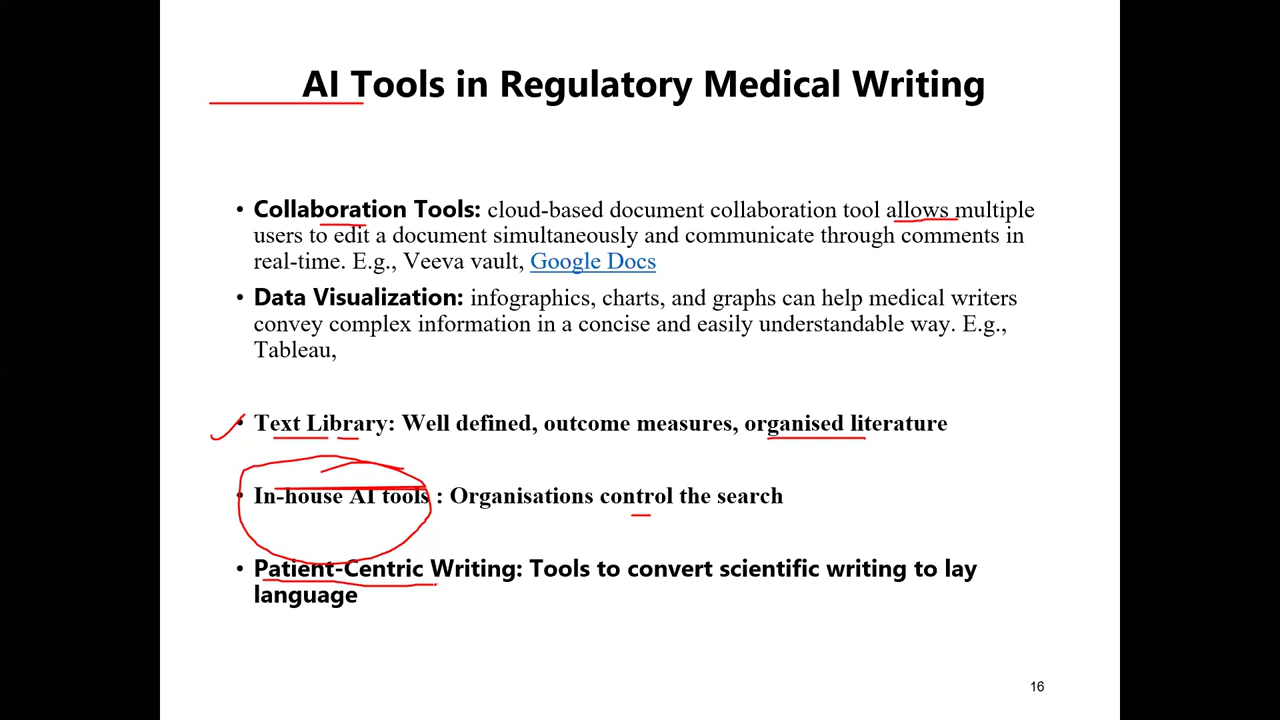 AI Tools in Regulatory Medical Writing
• Collaboration Tools: cloud-based document collaboration tool allows multiple
users to edit a document simultaneously and communicate through comments in
real-time. E.g., Veeva vault, Google Docs
• Data Visualization: infographics, charts, and graphs can help medical writers
convey complex information in a concise and easily understandable way. E.g.,
Tableau,
• Text Library: Well defined, outcome measures, organised literature
• In-house AI tools : Organisations control the search
• Patient-Centric Writing: Tools to convert scientific writing to lay
language
16